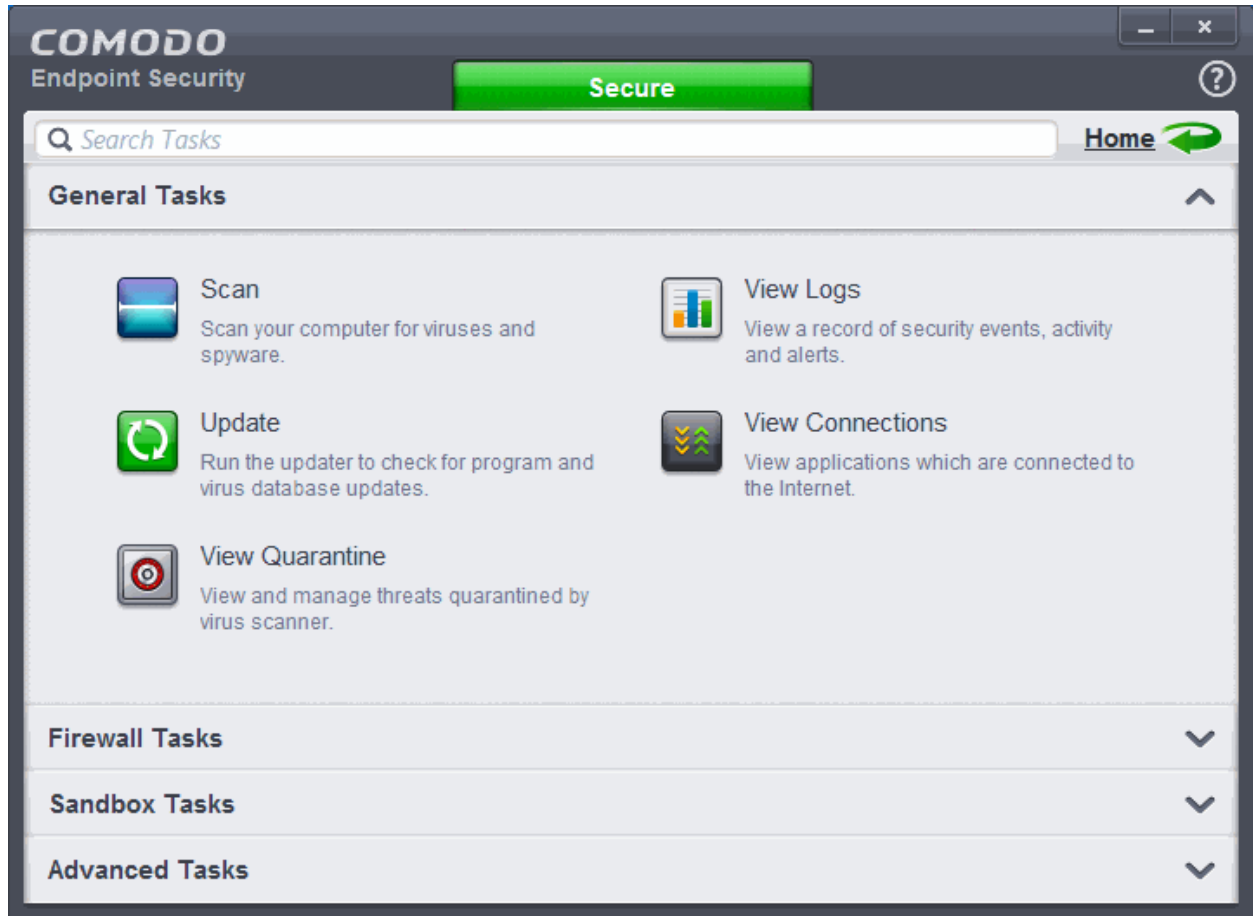 COMODO
Endpoint Security
Secure
Search Tasks
Home
General Tasks
Scan
Scan your computer for viruses and
spyware.
View Logs
View a record of security events, activity
and alerts.
Update
Run the updater to check for program and
virus database updates.
View Connections
View applications which are connected to
the Internet.
View Quarantine
View and manage threats quarantined by
virus scanner.
Firewall Tasks
Sandbox Tasks
Advanced Tasks